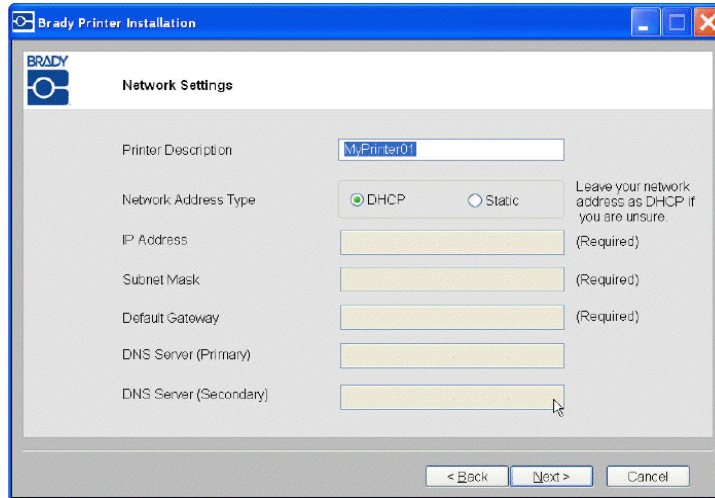 Brady Printer Installation
BRADY
Network Settings
Printer Description
MyPrinter01
Network Address Type
DHCP
Static
Leave your network
address as DHCP if
you are unsure.
IP Address
(Required)
Subnet Mask
(Required)
Default Gateway
(Required)
DNS Server (Primary)
DNS Server (Secondary)
< Back
Next >
Cancel